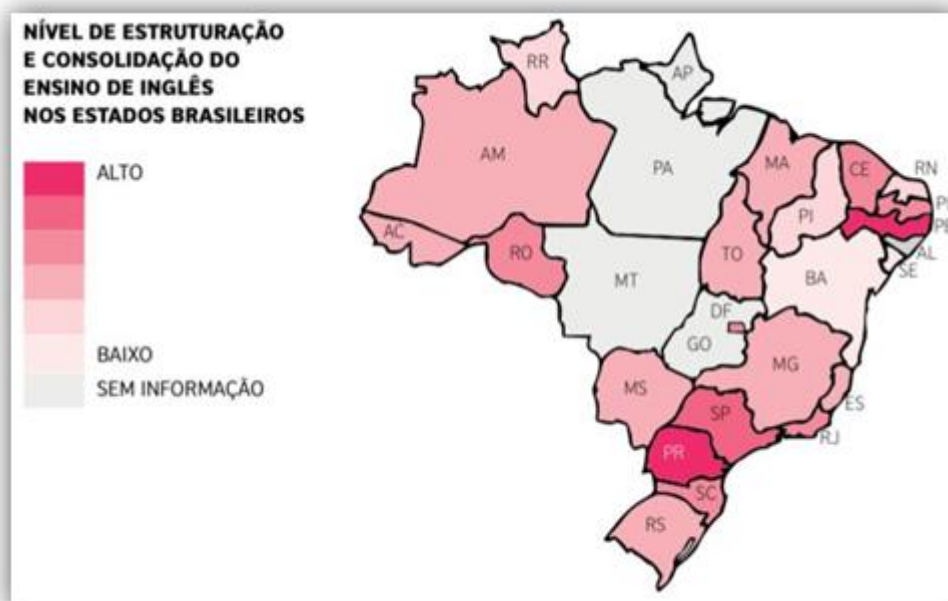 NÍVEL DE ESTRUTURAÇÃO
E CONSOLIDAÇÃO DO
ENSINO DE INGLÊS
NOS ESTADOS BRASILEIROS
ALTO
BAIXO
SEM INFORMAÇÃO
RR
AP
AM
PA
MA
CE
RN
PI
AC
RO
TO
AL
SE
MT
BA
DF
GO
MG
MS
ES
SP
RJ
PR
SC
RS